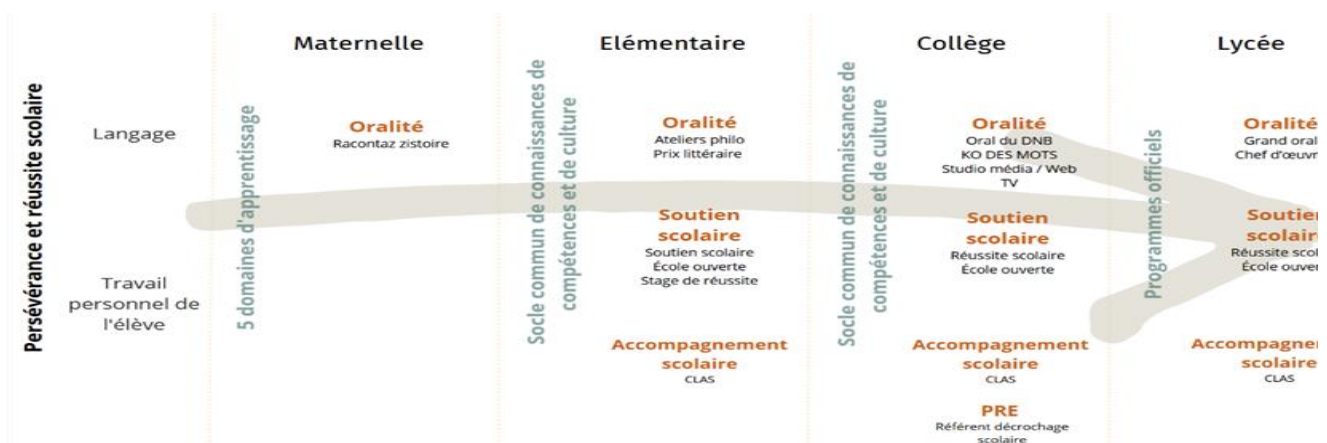 Maternelle
Elémentaire
Collège
Lycée
Persévérance et réussite scolaire
Langage
Travail
personnel de
l'élève
5 domaines d'apprentissage
Oralité
Racontaz zistoire
Socle commun de connaissances de
compétences et de culture
Oralité
Ateliers philo
Prix littéraire
Soutien
scolaire
Soutien scolaire
École ouverte
Stage de réussite
Accompagnement
scolaire
CLAS
Socle commun de connaissances de
compétences et de culture
Oralité
Oral du DNB
KO DES MOTS
Studio média / Web
TV
Soutien
scolaire
Réussite scolaire
École ouverte
Accompagnement
scolaire
CLAS
PRE
Référent décrochage
scolaire
Programmes officiels
Oralité
Grand oral
Chef
Réussite
École
scolaire
CLAS